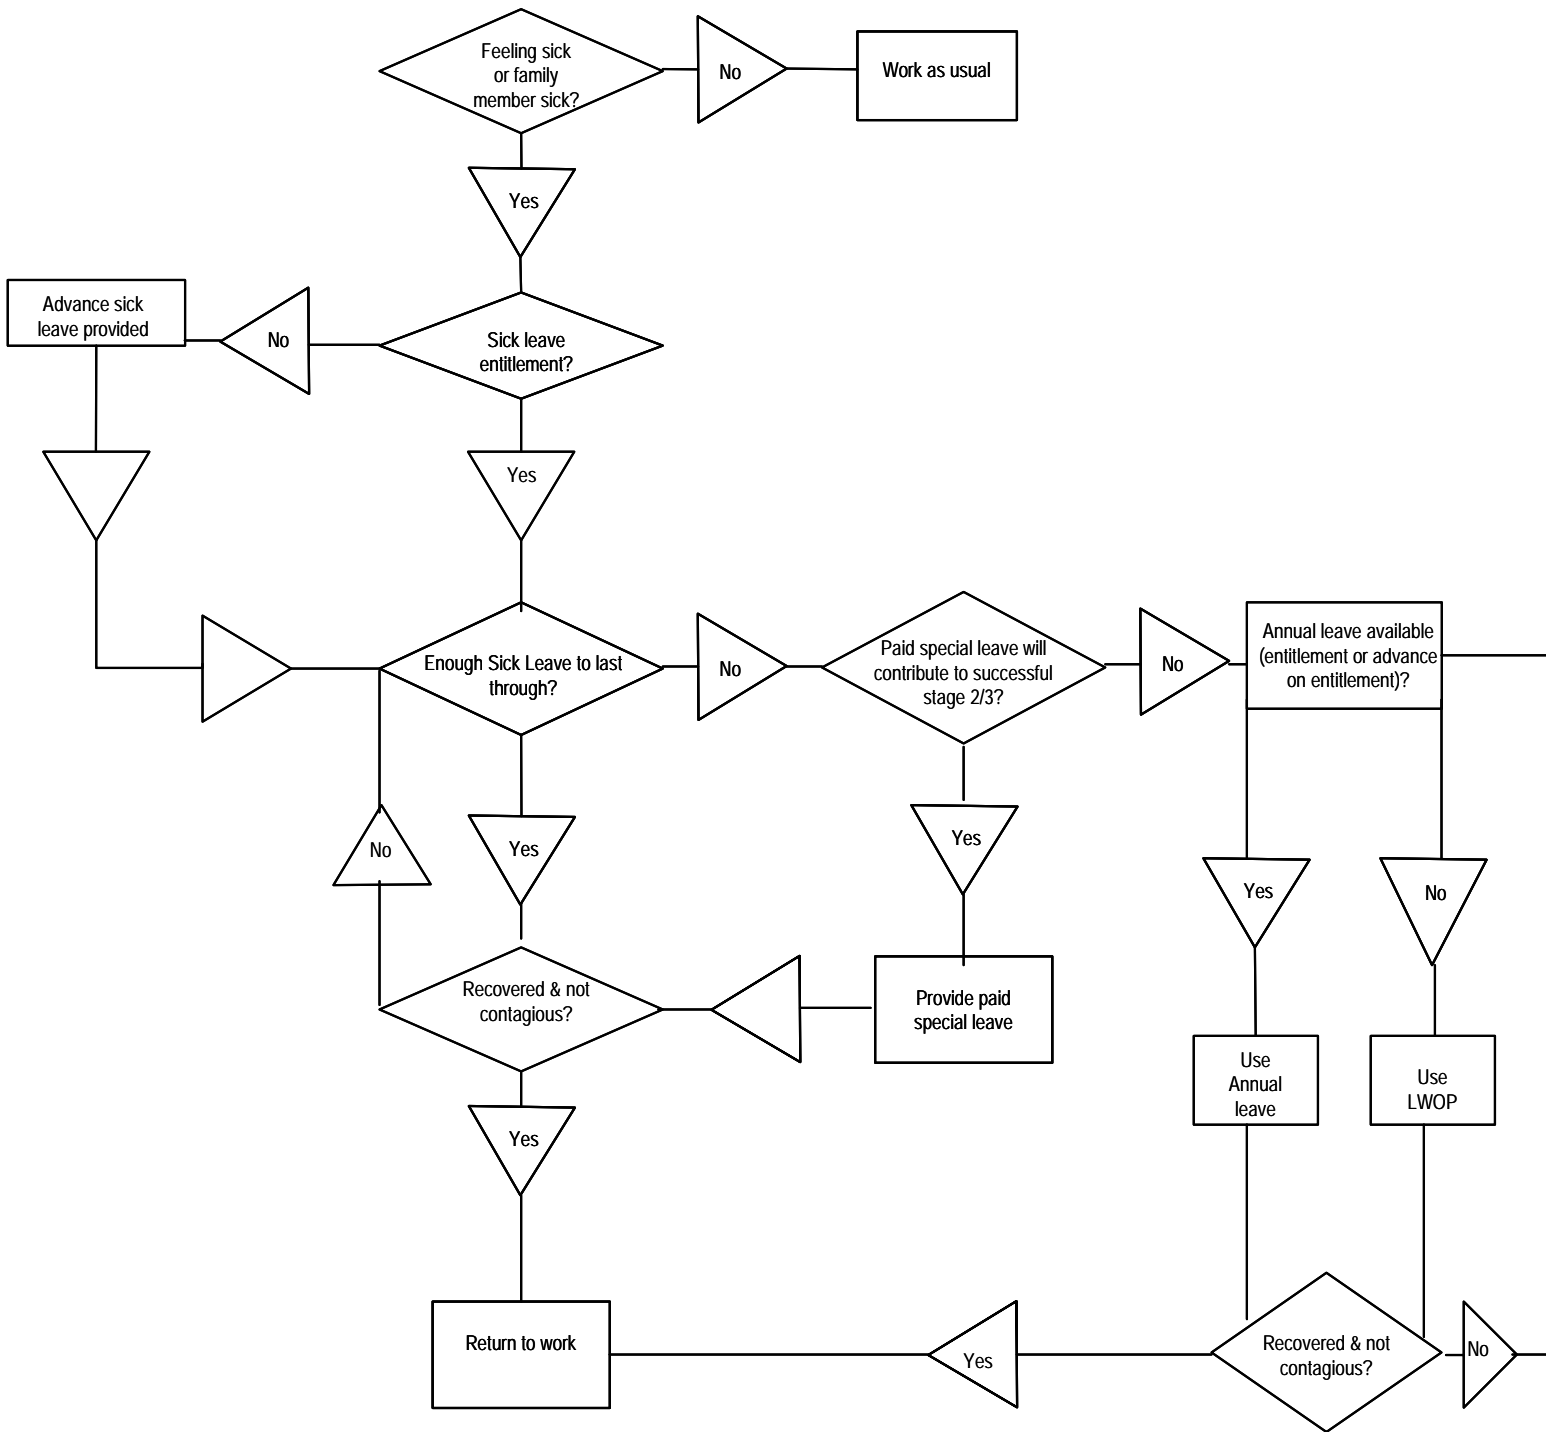 Feeling sick
or family
member sick?
No
Work as usual
Yes
Advance sick
leave provided
No
Sick leave
entitlement?
Yes
Enough Sick Leave to last
through?
No
Paid special leave will
contribute to successful
stage 2/3?
No
Annual leave available
(entitlement or advance
on entitlement)?
No
Yes
Yes
Yes
No
Recovered & not
contagious?
Provide paid
special leave
Use
Annual
leave
Use
LWOP
Yes
Return to work
Yes
Recovered & not
contagious?
No